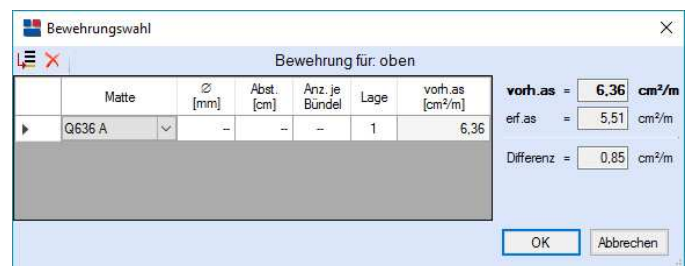 Bewehrungswahl
Bewehrung für: oben
Matte Ø [mm] Abst. [cm] Anz. je Bündel Lage vorh.as [cm²/m]
Q636 A -- -- -- 1 6,36
vorh.as = 6,36 cm²/m
erf.as = 5,51 cm²/m
Differenz = 0,85 cm²/m
OK Abbrechen